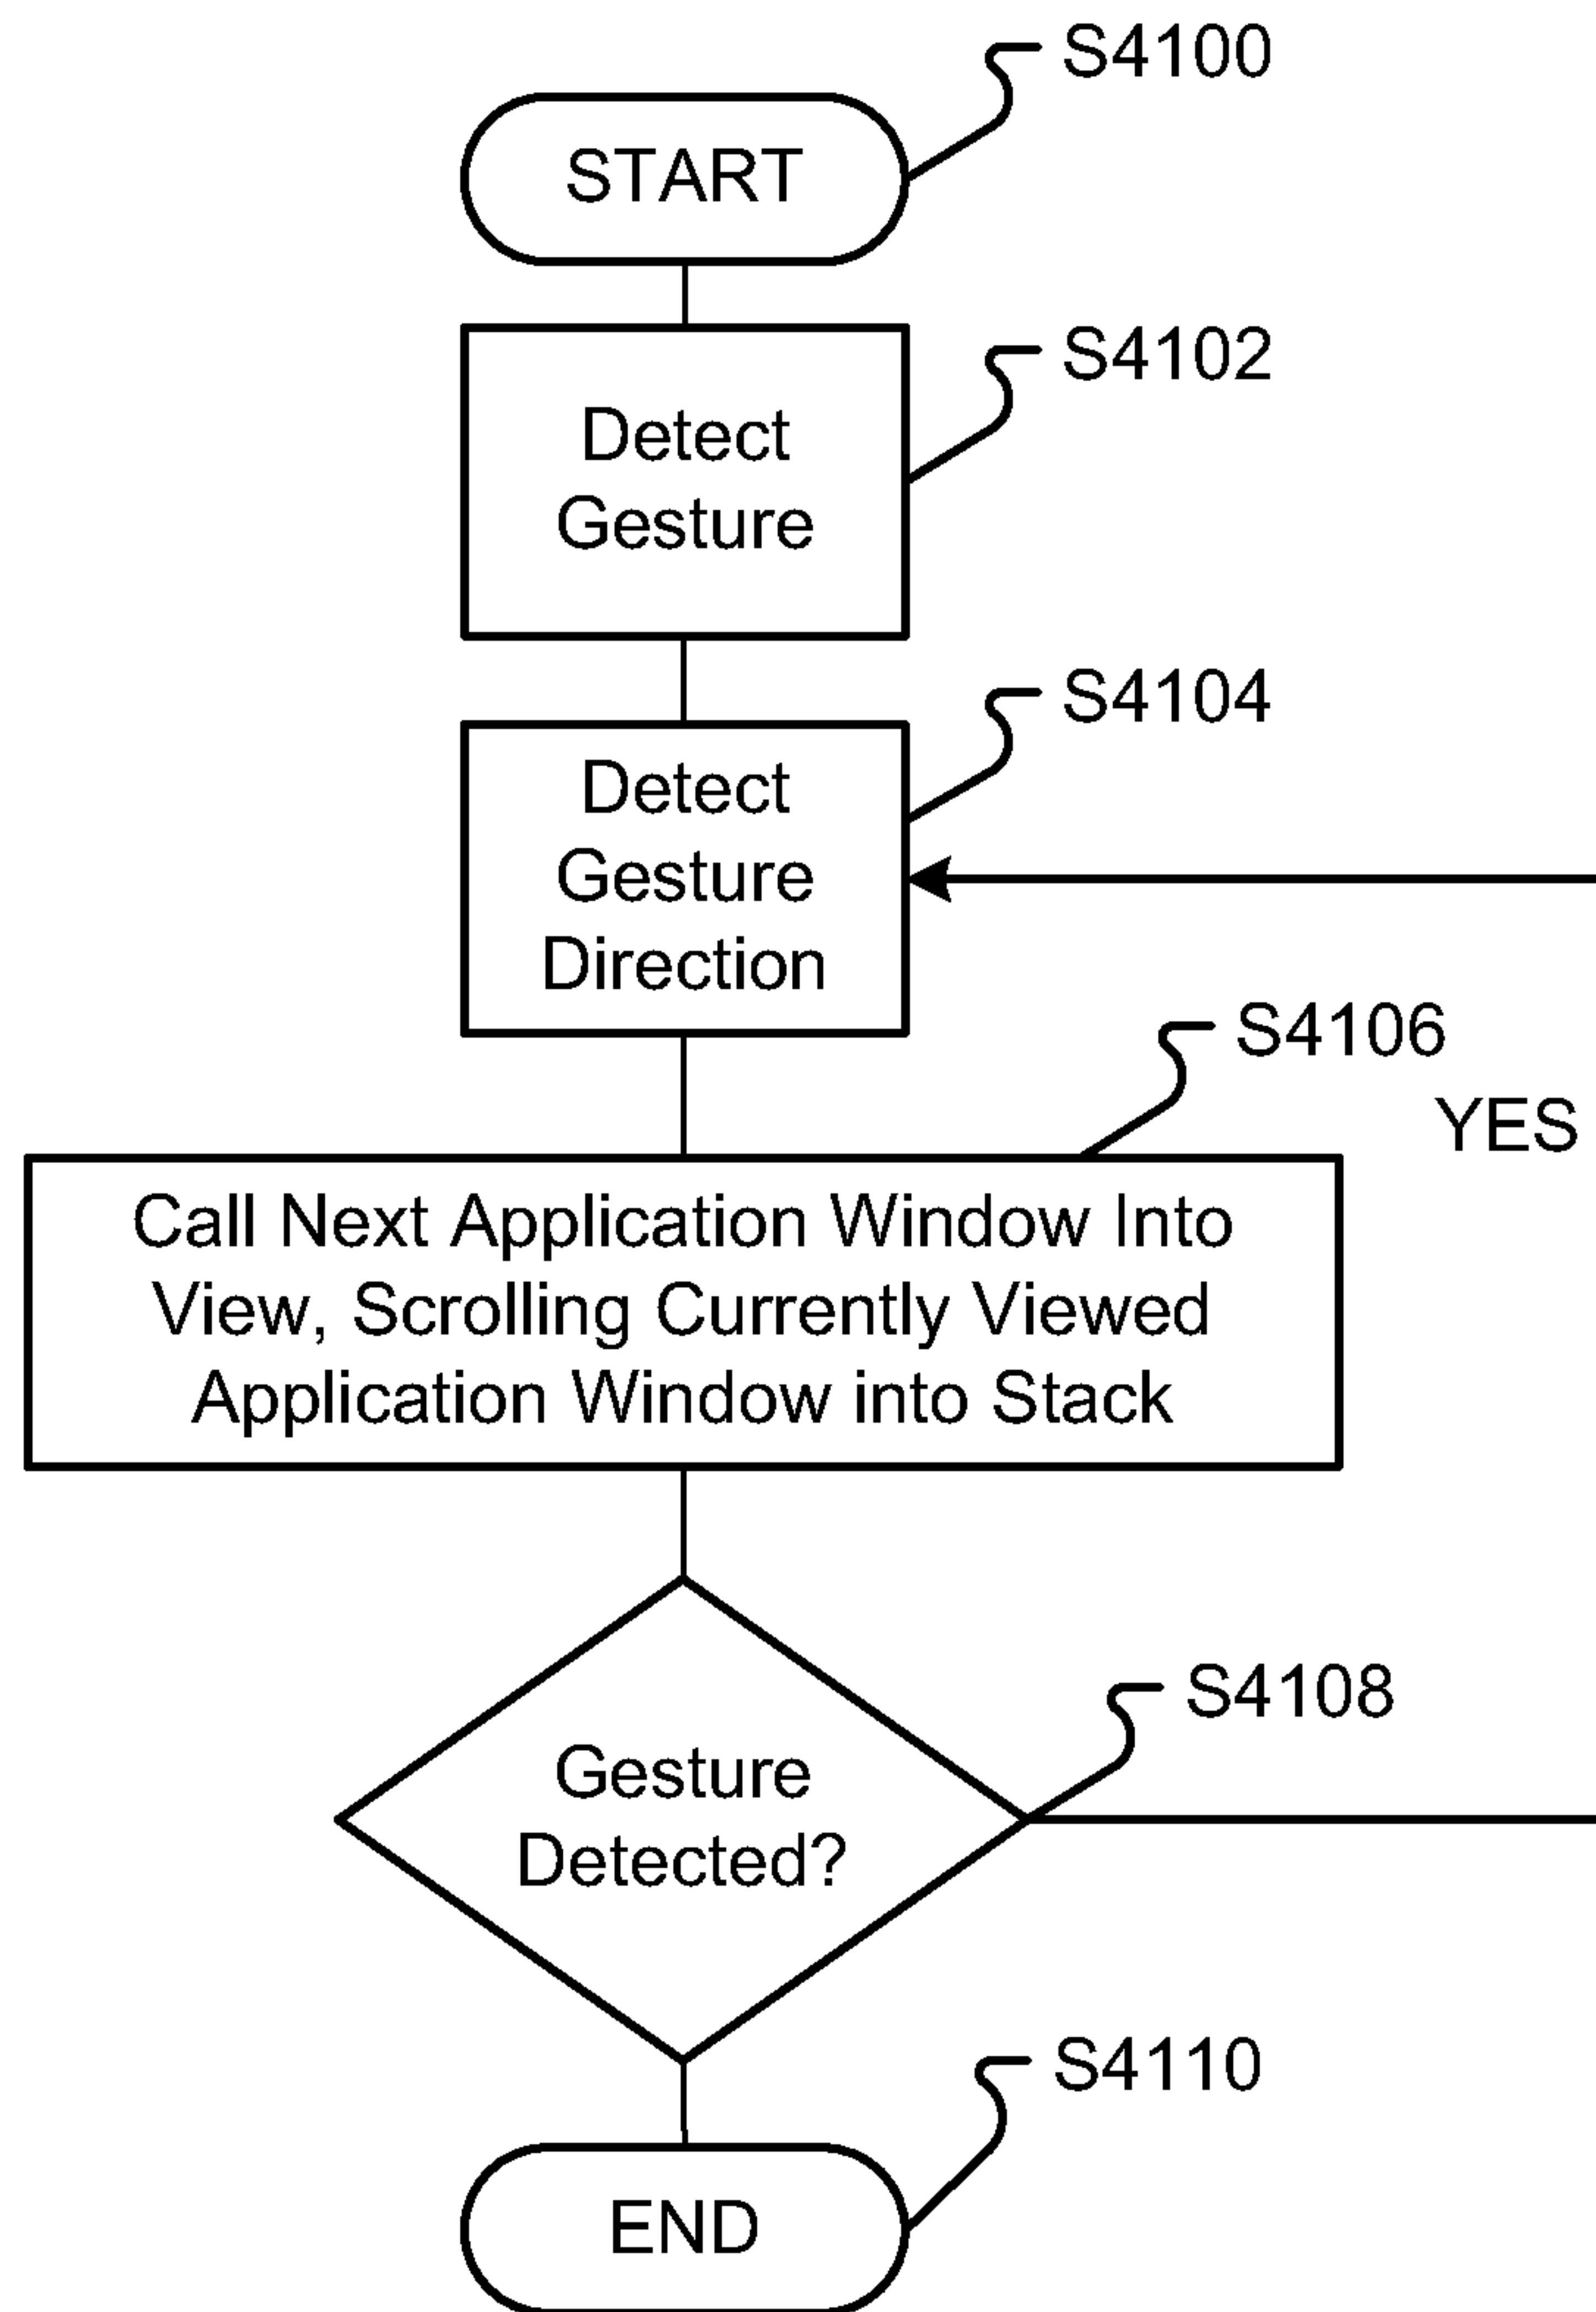 S4100
START
S4102
Detect
Gesture
S4104
Detect
Gesture
Direction
S4106
YES
Call Next Application Window Into
View, Scrolling Currently Viewed
Application Window into Stack
S4108
Gesture
Detected?
S4110
END